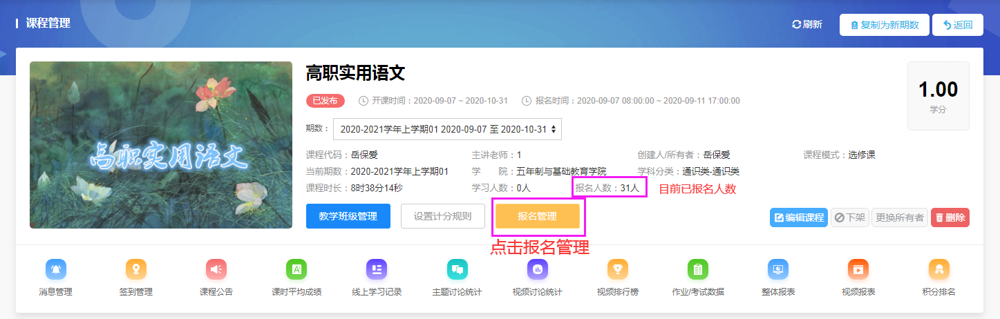 课程管理
刷新
复制为新期数
返回
高职实用语文
高职实用语文
已发布 开课时间：2020-09-07 ~ 2020-10-31 报名时间：2020-09-07 08:00:00 ~ 2020-09-11 17:00:00
1.00
学分
期数： 2020-2021学年上学期01 2020-09-07 至 2020-10-31
课程代码：岳保爱 主讲老师：1 创建人/所有者：岳保爱 课程模式：选修课
当前期数：2020-2021学年上学期01 学 院：五年制与基础教育学院 学科分类：通识类-通识类
课程时长：8时38分14秒 学习人数：0人 报名人数：31人 目前已报名人数
教学班级管理 设置计分规则 报名管理 编辑课程 下架 更换所有者 删除
点击报名管理
消息管理 签到管理 课程公告 课时平均成绩 线上学习记录 主题讨论统计 视频讨论统计 视频排行榜 作业/考试数据 整体报表 视频报表 积分排名